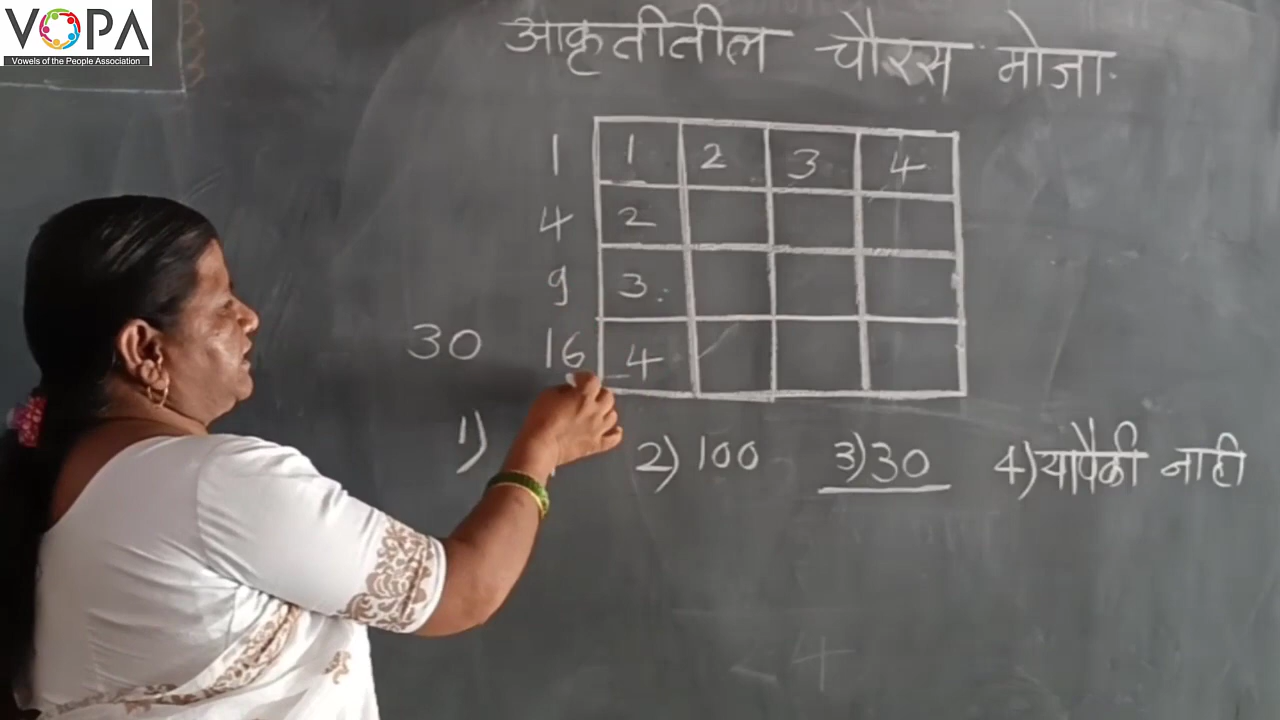 VOPA
Vowels of the People Association
आकृतीतील चौरस मोजा.
1 1 2 3 4
4 2
9 3.
30 16 4
1) 2) 100 3) 30 4) यापैकी नाही